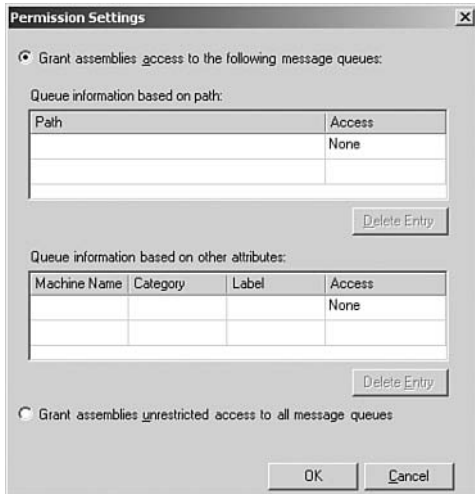 Permission Settings
Grant assemblies access to the following message queues:
Queue information based on path:
Path Access
None
Delete Entry
Queue information based on other attributes:
Machine Name Category Label Access
None
Delete Entry
Grant assemblies unrestricted access to all message queues
OK Cancel